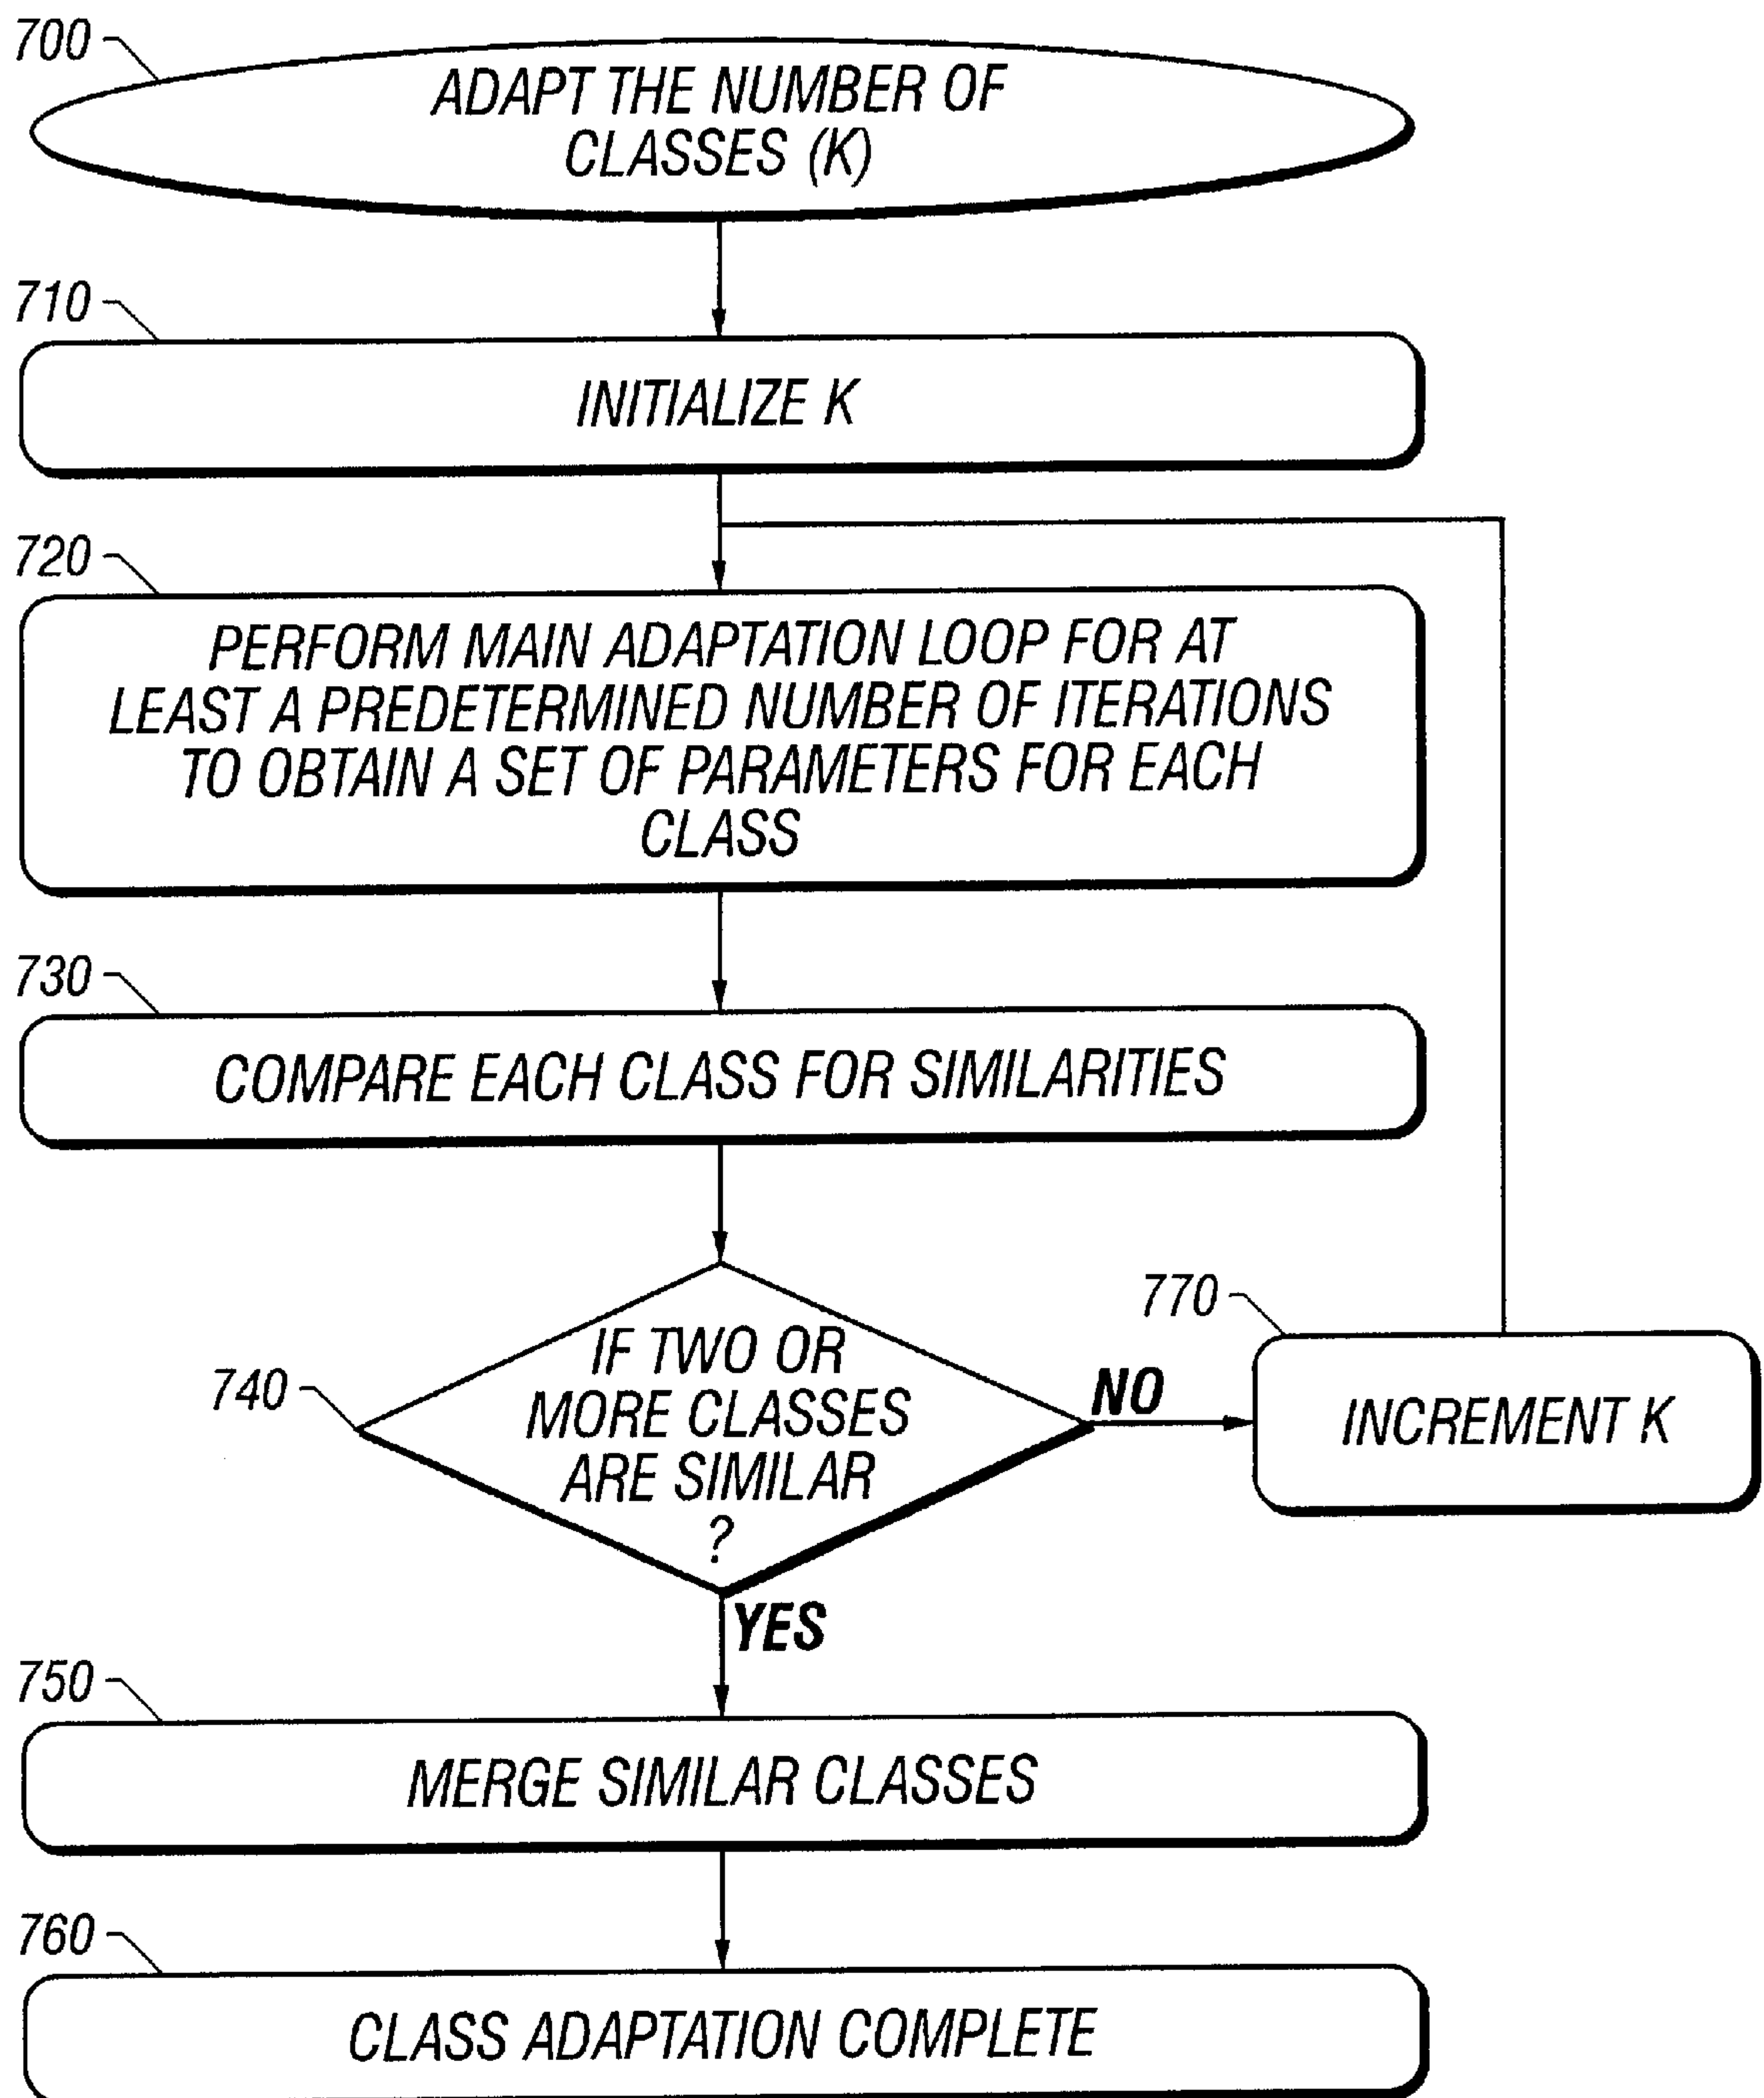 700
ADAPT THE NUMBER OF
CLASSES (K)
710
INITIALIZE K
720
PERFORM MAIN ADAPTATION LOOP FOR AT
LEAST A PREDETERMINED NUMBER OF ITERATIONS
TO OBTAIN A SET OF PARAMETERS FOR EACH
CLASS
730
COMPARE EACH CLASS FOR SIMILARITIES
740
IF TWO OR
MORE CLASSES
ARE SIMILAR
?
NO
770
INCREMENT K
YES
750
MERGE SIMILAR CLASSES
760
CLASS ADAPTATION COMPLETE